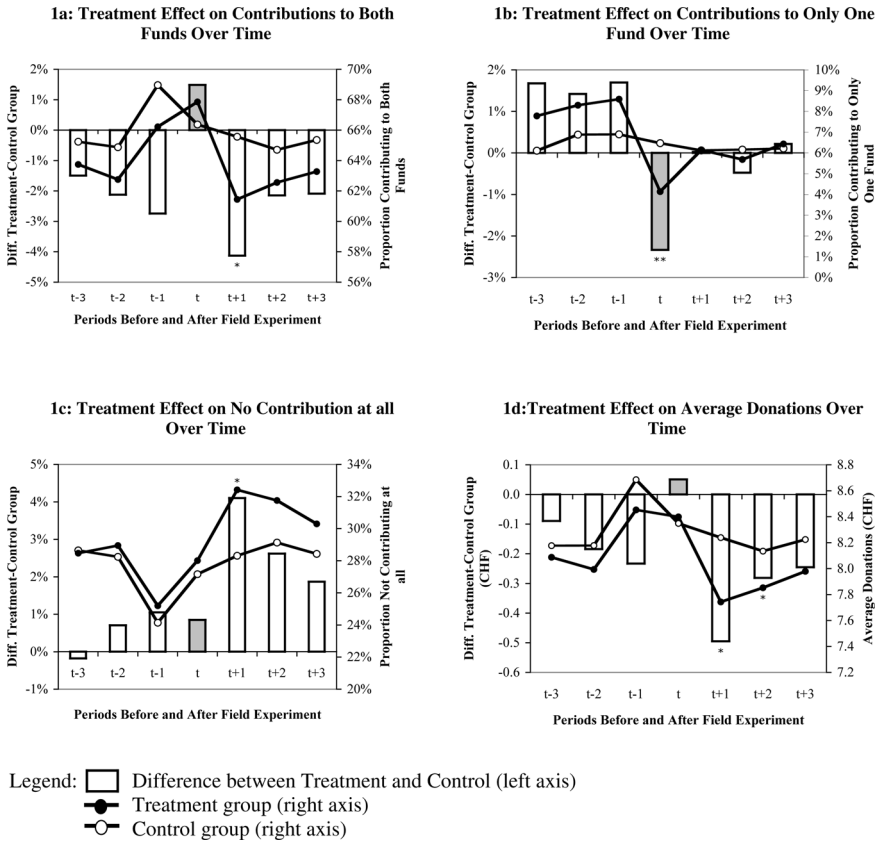 1a: Treatment Effect on Contributions to Both
Funds Over Time
Diff. Treatment-Control Group
2%
1%
0%
-1%
-2%
-3%
-4%
-5%
70%
68%
66%
64%
62%
60%
58%
56%
Proportion Contributing to Both
Funds
*
t-3 t-2 t-1 t t+1 t+2 t+3
Periods Before and After Field Experiment
1b: Treatment Effect on Contributions to Only One
Fund Over Time
Diff. Treatment-Control Group
2%
1%
0%
-1%
-2%
-3%
10%
9%
8%
7%
6%
5%
4%
3%
2%
1%
0%
Proportion Contributing to Only
One Fund
**
t-3 t-2 t-1 t t+1 t+2 t+3
Periods Before and After Field Experiment
1c: Treatment Effect on No Contribution at all
Over Time
Diff. Treatment-Control Group
5%
4%
3%
2%
1%
0%
-1%
34%
32%
30%
28%
26%
24%
22%
20%
Proportion Not Contributing at
all
*
t-3 t-2 t-1 t t+1 t+2 t+3
Periods Before and After Field Experiment
1d:Treatment Effect on Average Donations Over
Time
Diff. Treatment-Control Group
(CHF)
0.1
0.0
-0.1
-0.2
-0.3
-0.4
-0.5
-0.6
8.8
8.6
8.4
8.2
8.0
7.8
7.6
7.4
7.2
Average Donations (CHF)
*
*
t-3 t-2 t-1 t t+1 t+2 t+3
Periods Before and After Field Experiment
Legend: Difference between Treatment and Control (left axis)
Treatment group (right axis)
Control group (right axis)